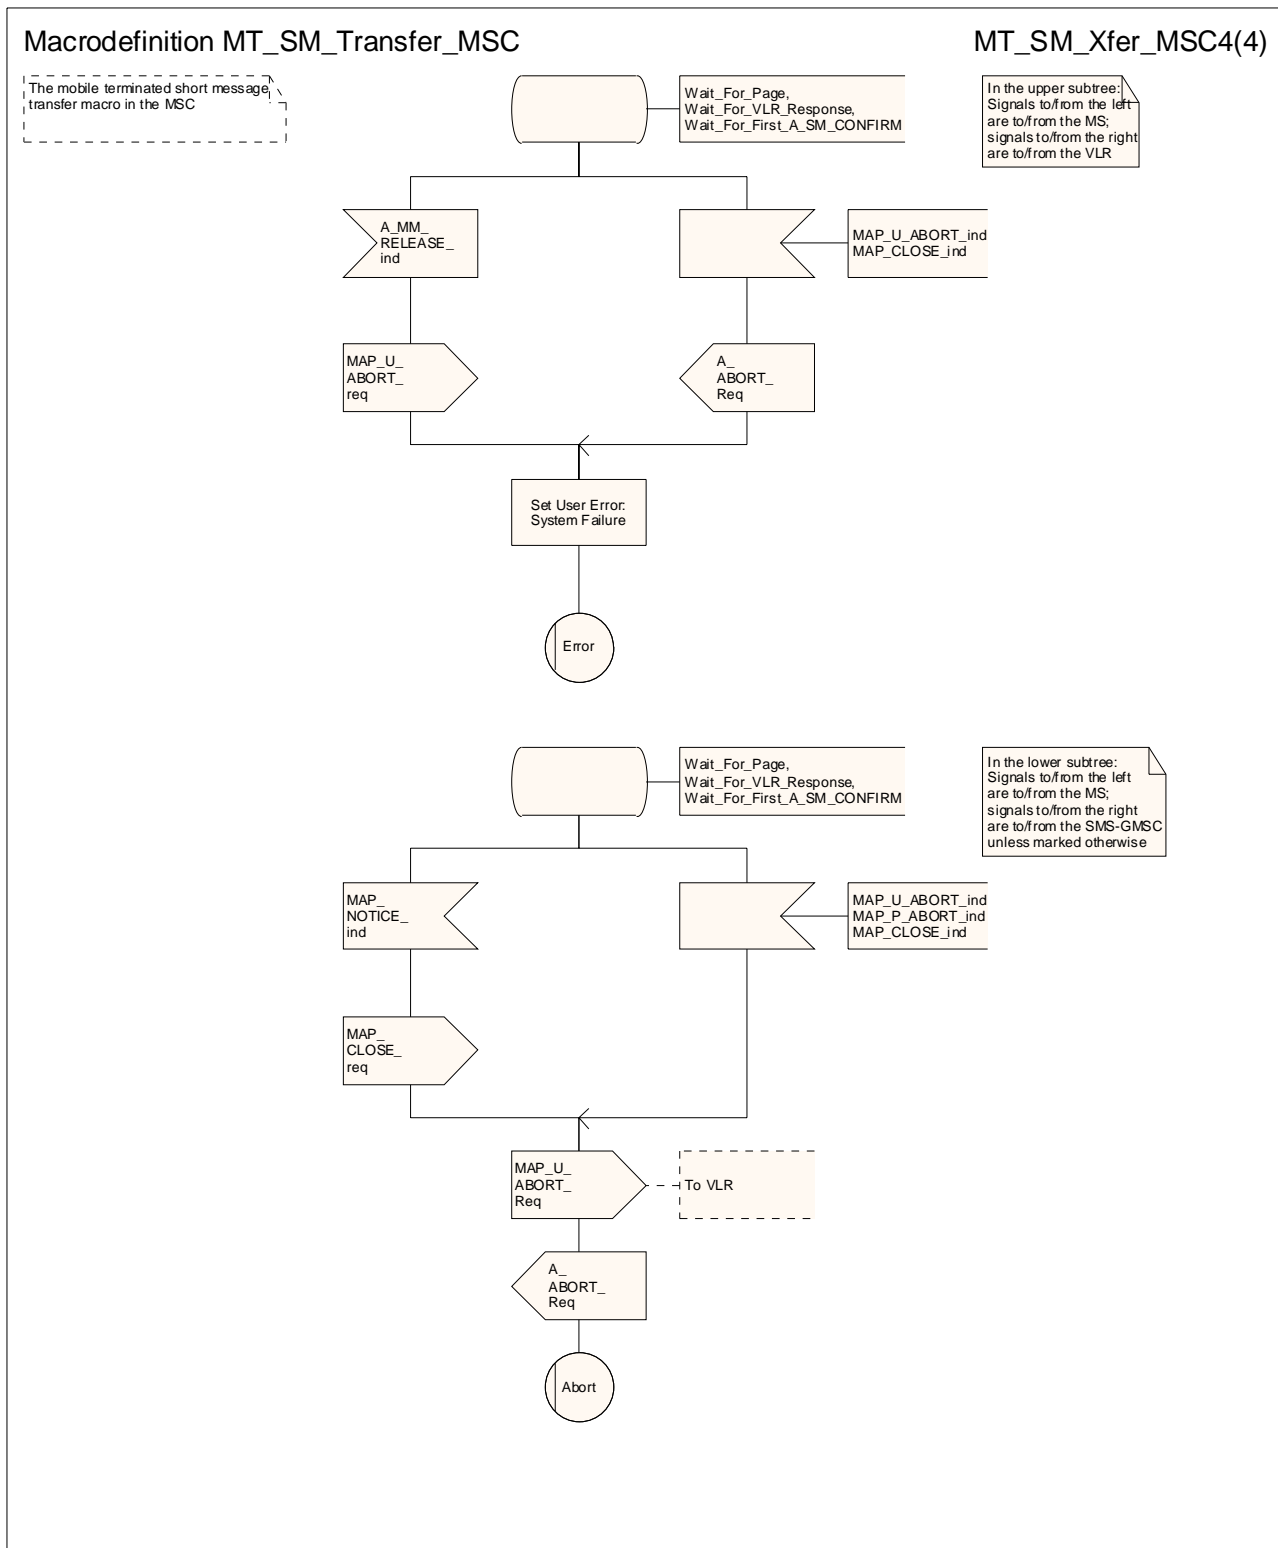 Macrodefinition MT_SM_Transfer_MSC
MT_SM_Xfer_MSC4(4)
The mobile terminated short message
transfer macro in the MSC
Wait_For_Page,
Wait_For_VLR_Response,
Wait_For_First_A_SM_CONFIRM
In the upper subtree:
Signals to/from the left
are to/from the MS;
signals to/from the right
are to/from the VLR
A_MM_
RELEASE_
ind
MAP_U_ABORT_ind
MAP_CLOSE_ind
MAP_U_
ABORT_
req
A_
ABORT_
Req
Set User Error:
System Failure
Error
Wait_For_Page,
Wait_For_VLR_Response,
Wait_For_First_A_SM_CONFIRM
In the lower subtree:
Signals to/from the left
are to/from the MS;
signals to/from the right
are to/from the SMS-GMSC
unless marked otherwise
MAP_
NOTICE_
ind
MAP_U_ABORT_ind
MAP_P_ABORT_ind
MAP_CLOSE_ind
MAP_
CLOSE_
req
MAP_U_
ABORT_
Req
To VLR
A_
ABORT_
Req
Abort